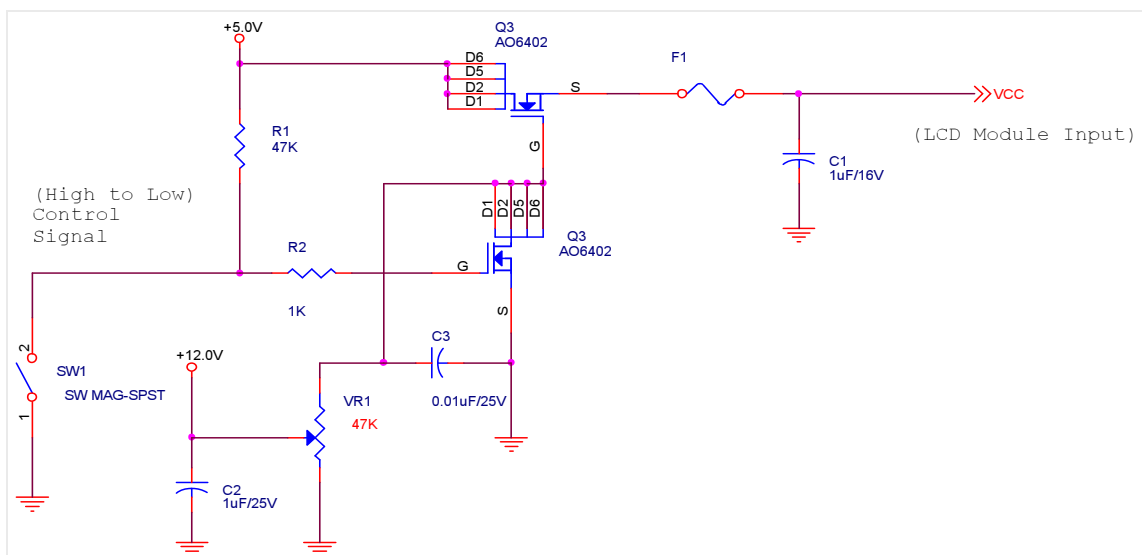 +5.0V
Q3
AO6402
D6
D5
D2
D1
S
G
F1
VCC
(LCD Module Input)
C1
1uF/16V
R1
47K
(High to Low)
Control
Signal
R2
1K
D1
D2
D5
D6
Q3
AO6402
G
S
C3
0.01uF/25V
+12.0V
2
SW1
SW MAG-SPST
1
VR1
47K
C2
1uF/25V